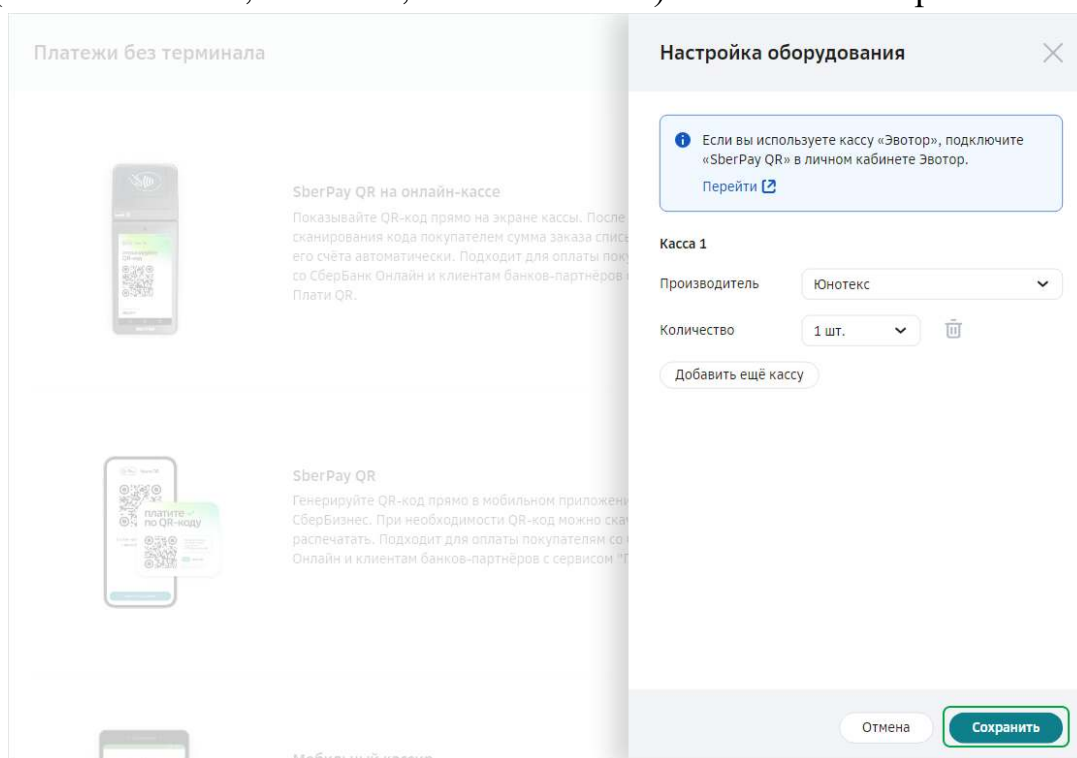 Платежи без терминала
SberPay QR на онлайн-кассе
Показывайте QR-код прямо на экране кассы. После
сканирования кода покупателем сумма заказа
его счёта автоматически. Подходит для оплаты
со СберБанк Онлайн и клиентам банков-партнёров
Плати QR.
платите
по QR-коду
SberPay QR
Генерируйте QR-код прямо в мобильном
СберБизнес. При необходимости QR-код можно
распечатать. Подходит для оплаты покупателям со
Онлайн и клиентам банков-партнёров с сервисом
Настройка оборудования
Если вы используете кассу «Эвотор», подключите
«SberPay QR» в личном кабинете Эвотор.
Перейти
Касса 1
Производитель Юнотекс
Количество 1 шт.
Добавить ещё кассу
Отмена Сохранить